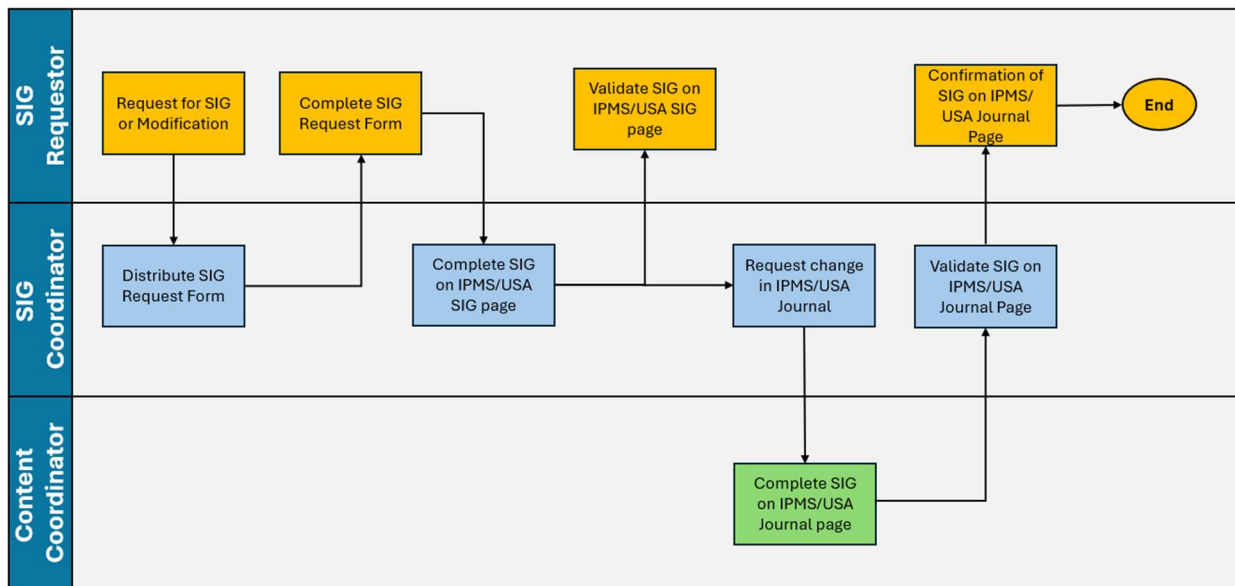 SIG
Requestor
Request for SIG
or Modification
Complete SIG
Request Form
Validate SIG on
IPMS/USA SIG
page
Confirmation of
SIG on IPMS/
USA Journal
Page
End
SIG
Coordinator
Distribute SIG
Request Form
Complete SIG
on IPMS/USA
SIG page
Request change
in IPMS/USA
Journal
Validate SIG on
IPMS/USA
Journal Page
Content
Coordinator
Complete SIG
on IPMS/USA
Journal page